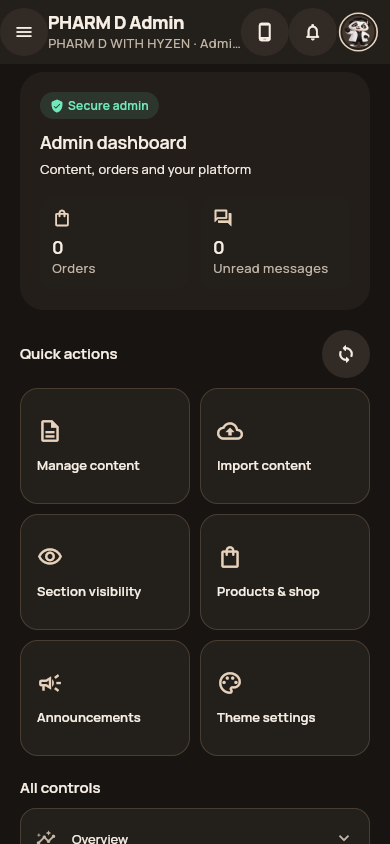 PHARM D Admin
PHARM D WITH HYZEN · Admi...
Secure admin
Admin dashboard
Content, orders and your platform
0
Orders
0
Unread messages
Quick actions
Manage content
Import content
Section visibility
Products & shop
Announcements
Theme settings
All controls
Overview